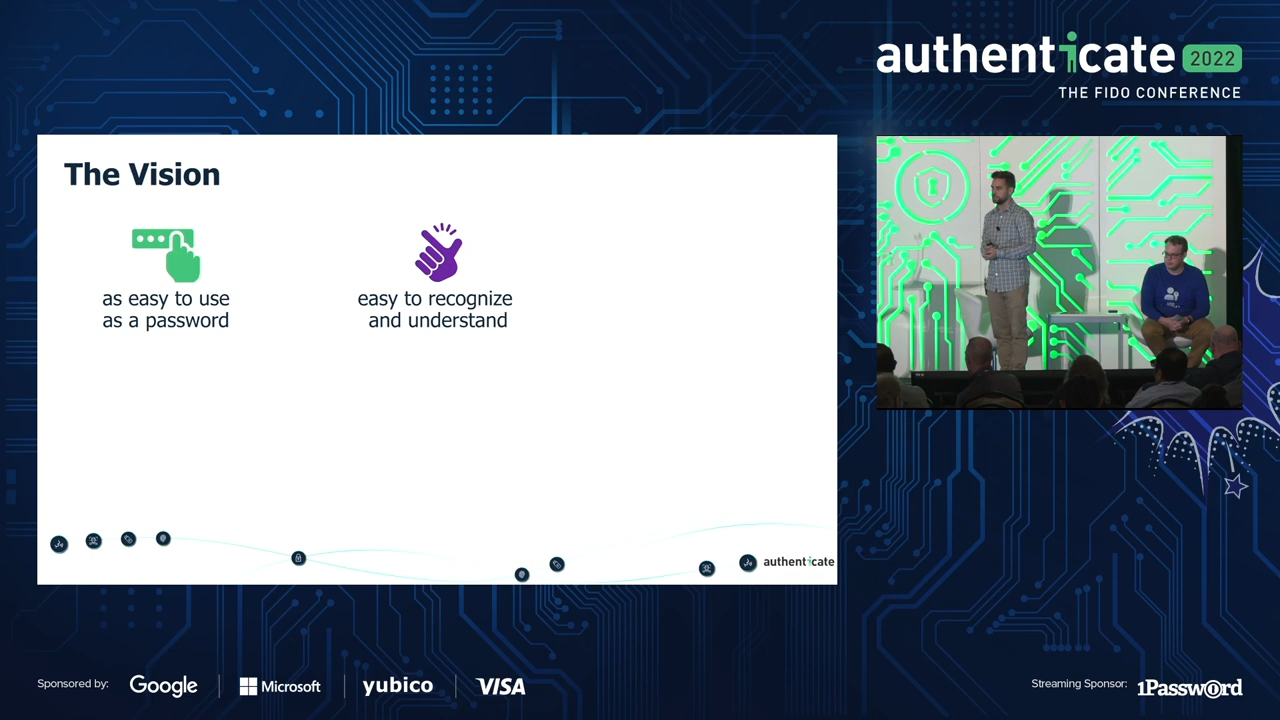 authenticate 2022
THE FIDO CONFERENCE
The Vision
as easy to use
as a password
easy to recognize
and understand
authenticate
Sponsored by:
Google
Microsoft
yubico
VISA
Streaming Sponsor:
1Password